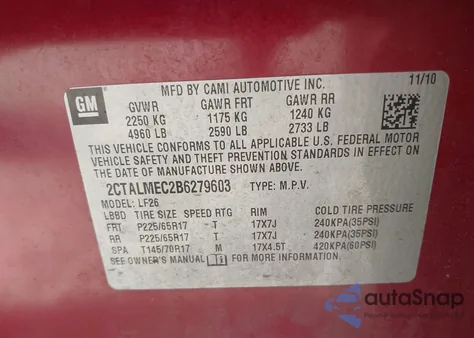 MFD BY CAMI AUTOMOTIVE INC. 11/10
GM
GVWR GAWR FRT GAWR RR
2250 KG 1175 KG 1240 KG
4960 LB 2590 LB 2733 LB
THIS VEHICLE CONFORMS TO ALL APPLICABLE U.S. FEDERAL MOTOR
VEHICLE SAFETY AND THEFT PREVENTION STANDARDS IN EFFECT ON
THE DATE OF MANUFACTURE SHOWN ABOVE.
2CTALMEC2B6279603 TYPE: M.P.V.
MODEL: LF26
LBBD TIRE SIZE SPEED RTG RIM COLD TIRE PRESSURE
FRT P225/65R17 T 17X7J 240KPA(35PSI)
RR P225/65R17 T 17X7J 240KPA(35PSI)
SPA T145/70R17 M 17X4.5T 420KPA(60PSI)
SEE OWNER'S MANUAL FOR MORE INFORMATION.
autoSnap
Powered by